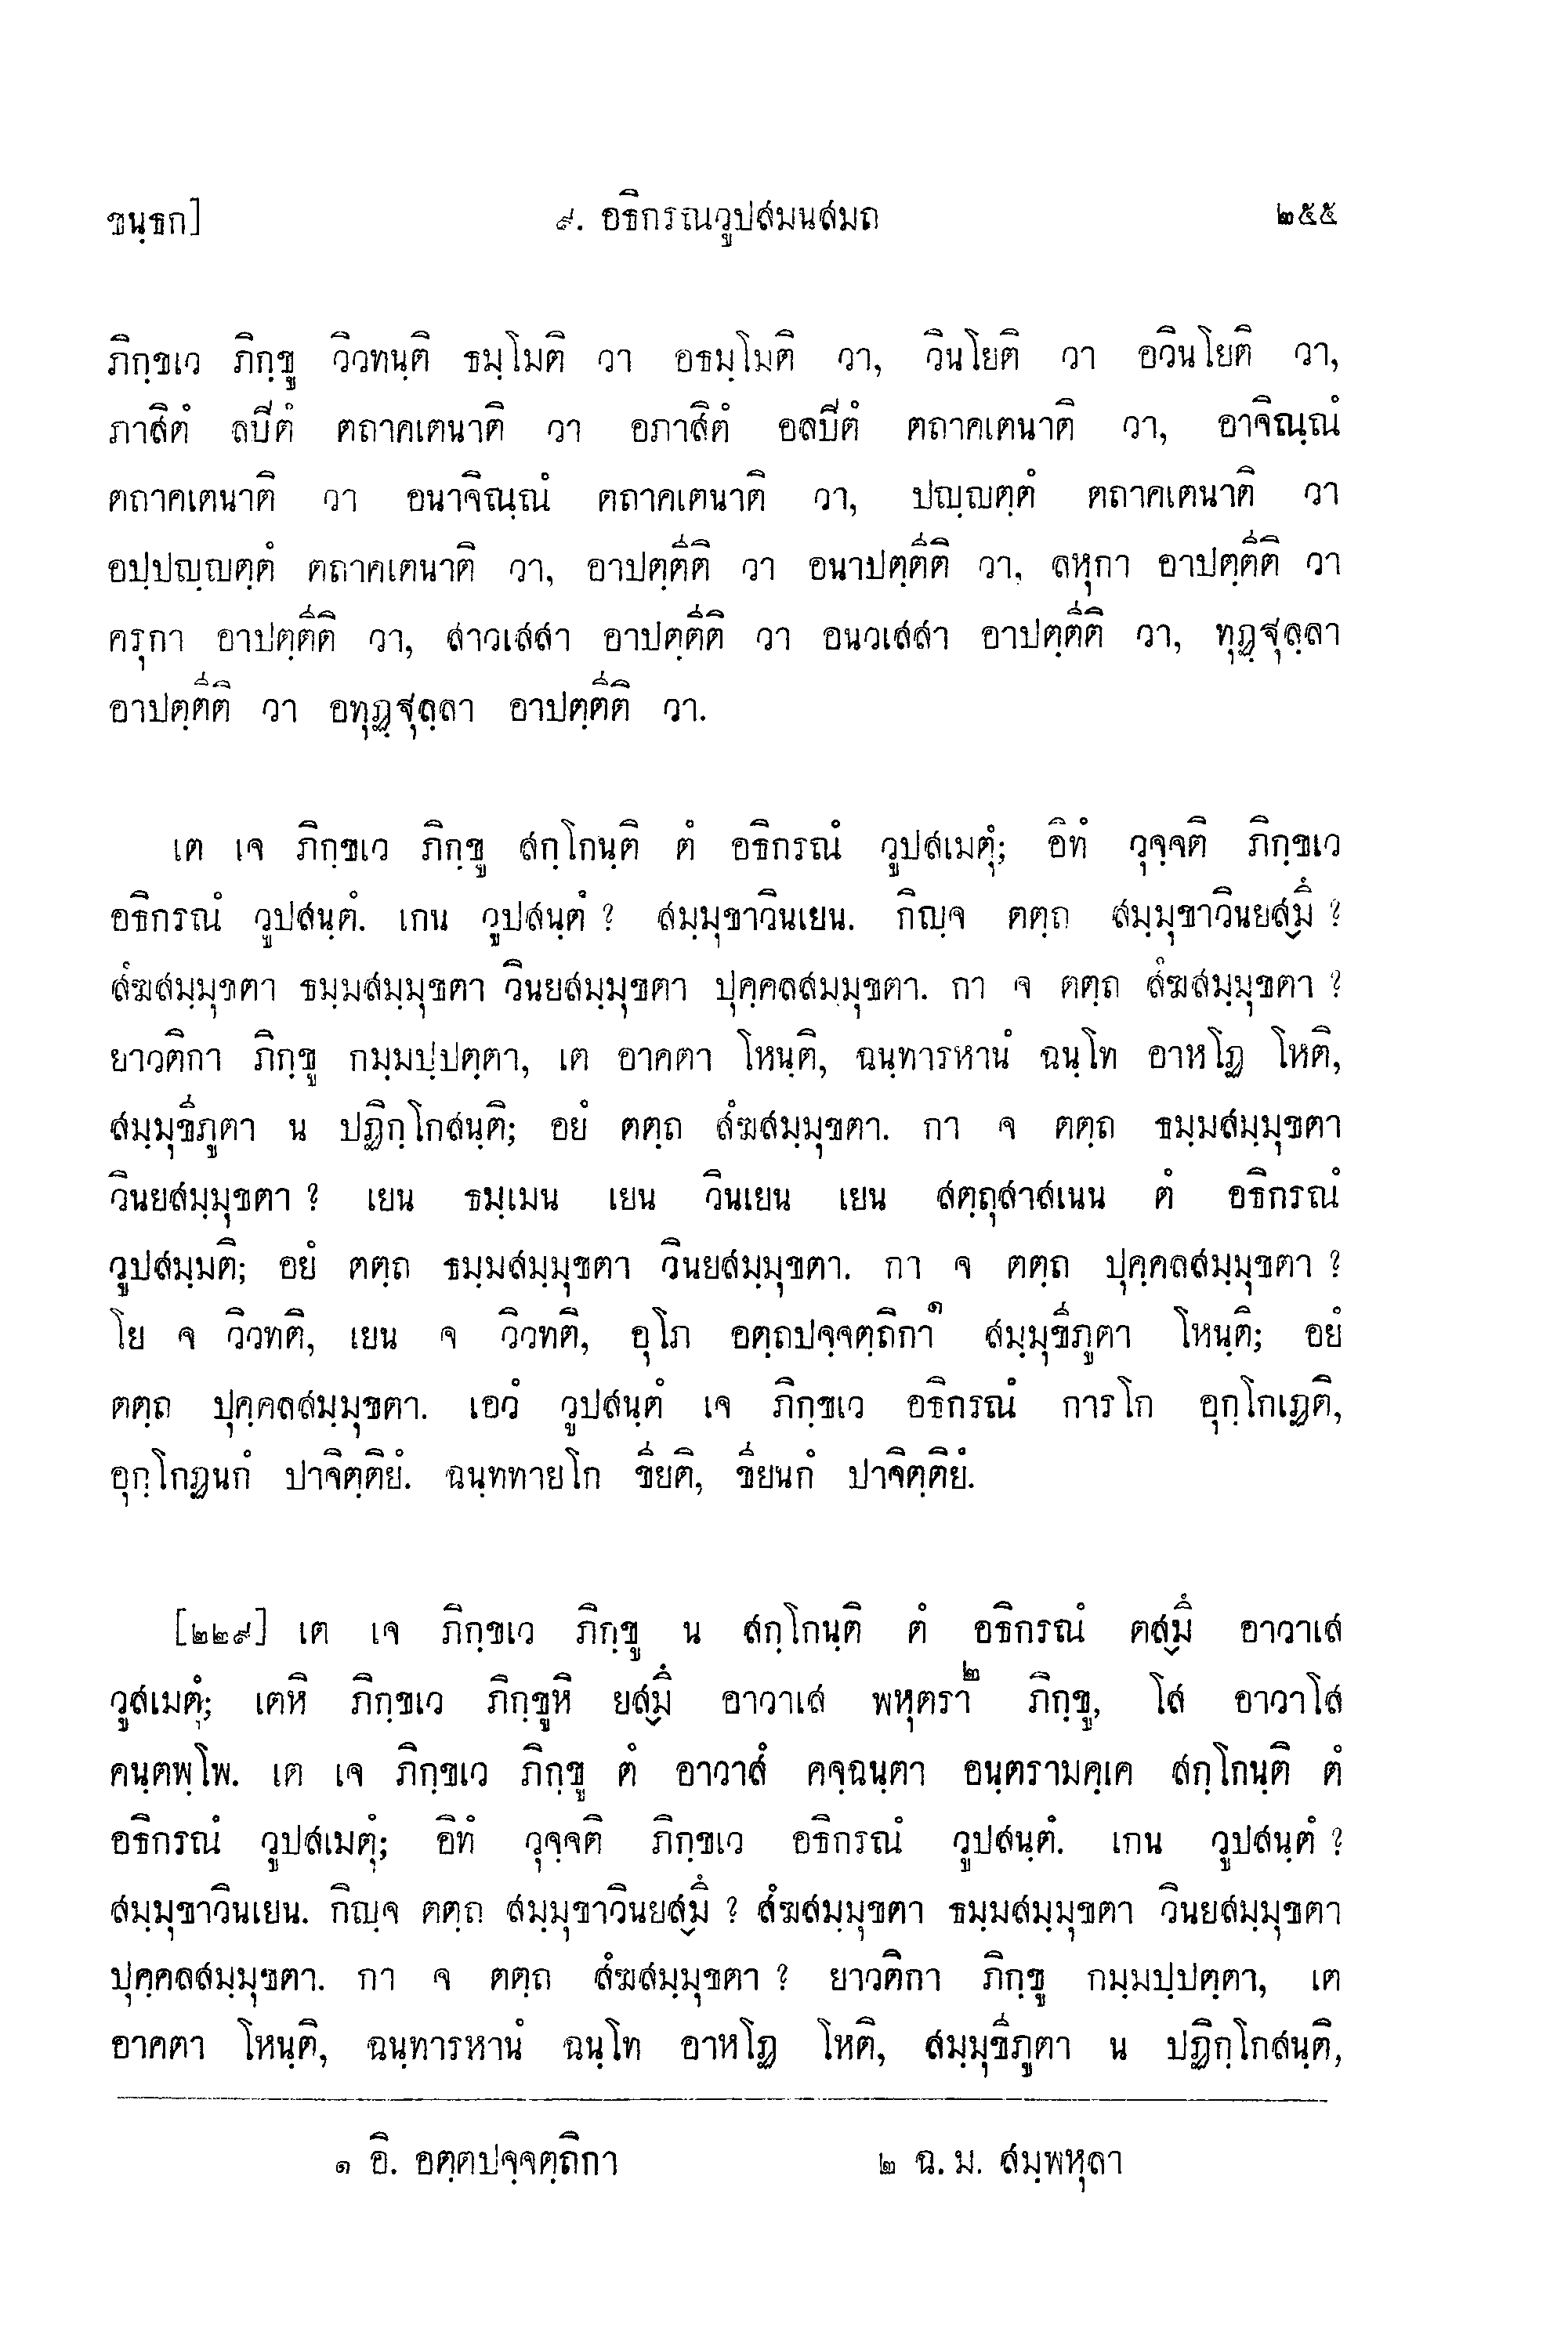 ขนฺธก]	๙. อธิกรณวูปสมนสมถ	๒๕๕
ภิกฺขเว ภิกฺขู วิวทนฺติ ธมฺโมติ วา อธมฺโมติ วา, วินโยติ วา อวินโยติ วา,
ภาสิตํ ลปีตํ ตถาคเตนาติ วา อภาสิตํ อลปีตํ ตถาคเตนาติ วา, อาจิณฺณํ
ตถาคเตนาติ วา อนาจิณฺณํ ตถาคเตนาติ วา, ปญฺญตฺตํ ตถาคเตนาติ วา
อปฺปญฺญตฺตํ ตถาคเตนาติ วา, อาปตฺตีติ วา อนาปตฺตีติ วา, ลหุกา อาปตฺตีติ วา
ครุกา อาปตฺตีติ วา, สาวเสสา อาปตฺตีติ วา อนวเสสา อาปตฺตีติ วา, ทุฏฺฐุลฺลา
อาปตฺตีติ วา อทุฏฺฐุลฺลา อาปตฺตีติ วา.
เต เจ ภิกฺขเว ภิกฺขู สกฺโกนฺติ ตํ อธิกรณํ วูปสเมตุํ; อิทํ วุจฺจติ ภิกฺขเว
อธิกรณํ วูปสนฺตํ. เกน วูปสนฺตํ ? สมฺมุขาวินเยน. กิญฺจ ตตฺถ สมฺมุขาวินยสฺมึ ?
สํฆสมฺมุขตา ธมฺมสมฺมุขตา วินยสมฺมุขตา ปุคฺคลสมฺมุขตา. กา จ ตตฺถ สํฆสมฺมุขตา ?
ยาวติกา ภิกฺขู กมฺมปฺปตฺตา, เต อาคตา โหนฺติ, ฉนฺทารหานํ ฉนฺโท อาหโฏ โหติ,
สมฺมุขีภูตา น ปฏิกฺโกสนฺติ; อยํ ตตฺถ สํฆสมฺมุขตา. กา จ ตตฺถ ธมฺมสมฺมุขตา
วินยสมฺมุขตา ? เยน ธมฺเมน เยน วินเยน เยน สตฺถุสาสเนน ตํ อธิกรณํ
วูปสมฺมติ; อยํ ตตฺถ ธมฺมสมฺมุขตา วินยสมฺมุขตา. กา จ ตตฺถ ปุคฺคลสมฺมุขตา ?
โย จ วิวทติ, เยน จ วิวทติ, อุโภ อตฺถปจฺจตฺถิกา๑ สมฺมุขีภูตา โหนฺติ; อยํ
ตตฺถ ปุคฺคลสมฺมุขตา. เอวํ วูปสนฺตํ เจ ภิกฺขเว อธิกรณํ การโก อุกฺโกเฏติ,
อุกฺโกฏนกํ ปาจิตฺติยํ. ฉนฺททายโก ขียติ, ขียนกํ ปาจิตฺติยํ.
[๒๒๙] เต เจ ภิกฺขเว ภิกฺขู น สกฺโกนฺติ ตํ อธิกรณํ ตสฺมึ อาวาเส
วูสเมตุํ; เตหิ ภิกฺขเว ภิกฺขูหิ ยสฺมึ อาวาเส พหุตรา๒ ภิกฺขู, โส อาวาโส
คนฺตพฺโพ. เต เจ ภิกฺขเว ภิกฺขู ตํ อาวาสํ คจฺฉนฺตา อนฺตรามคฺเค สกฺโกนฺติ ตํ
อธิกรณํ วูปสเมตุํ; อิทํ วุจฺจติ ภิกฺขเว อธิกรณํ วูปสนฺตํ. เกน วูปสนฺตํ ?
สมฺมุขาวินเยน. กิญฺจ ตตฺถ สมฺมุขาวินยสฺมึ ? สํฆสมฺมุขตา ธมฺมสมฺมุขตา วินยสมฺมุขตา
ปุคฺคลสมฺมุขตา. กา จ ตตฺถ สํฆสมฺมุขตา ? ยาวติกา ภิกฺขู กมฺมปฺปตฺตา, เต
อาคตา โหนฺติ, ฉนฺทารหานํ ฉนฺโท อาหโฏ โหติ, สมฺมุขีภูตา น ปฏิกฺโกสนฺติ,
๑ อิ. อตฺตปจฺจตฺถิกา	๒ ฉ. ม. สมฺพหุลา